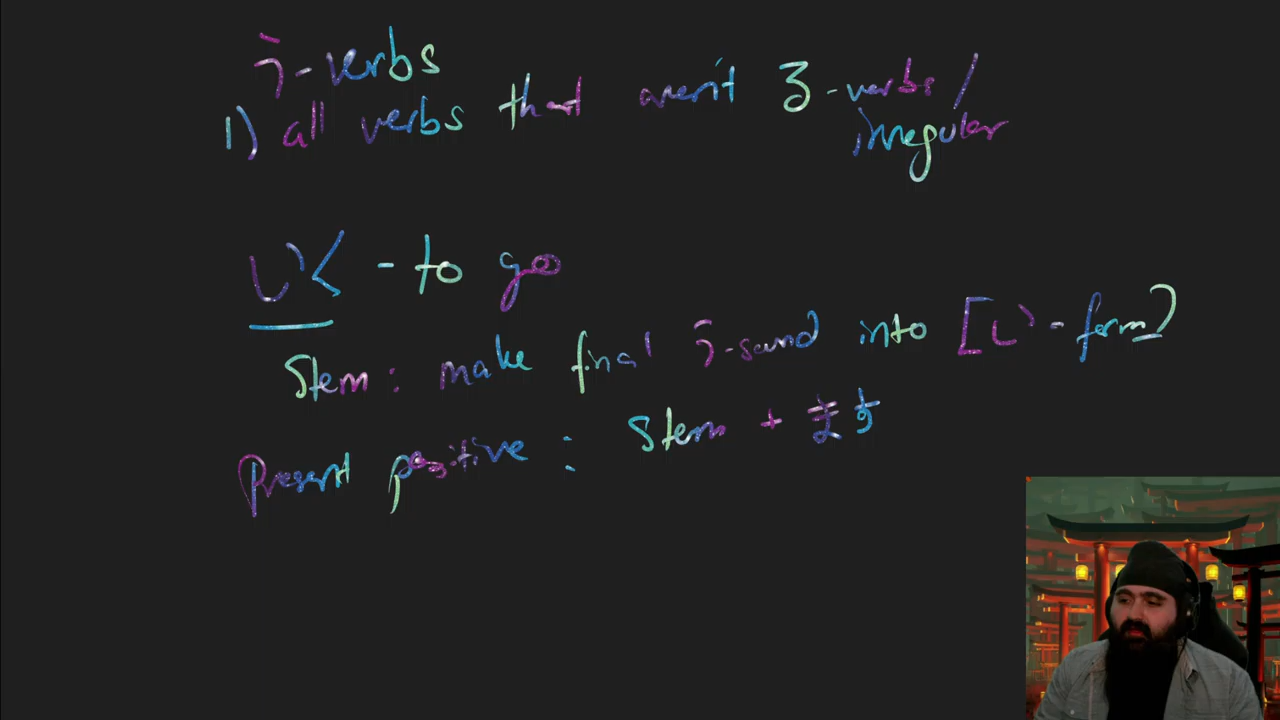 う-verbs
1) all verbs that aren't る-verbs/
irregular
いく - to go
Stem: make final う-sound into [い-form]
Present positive: Stem + ます